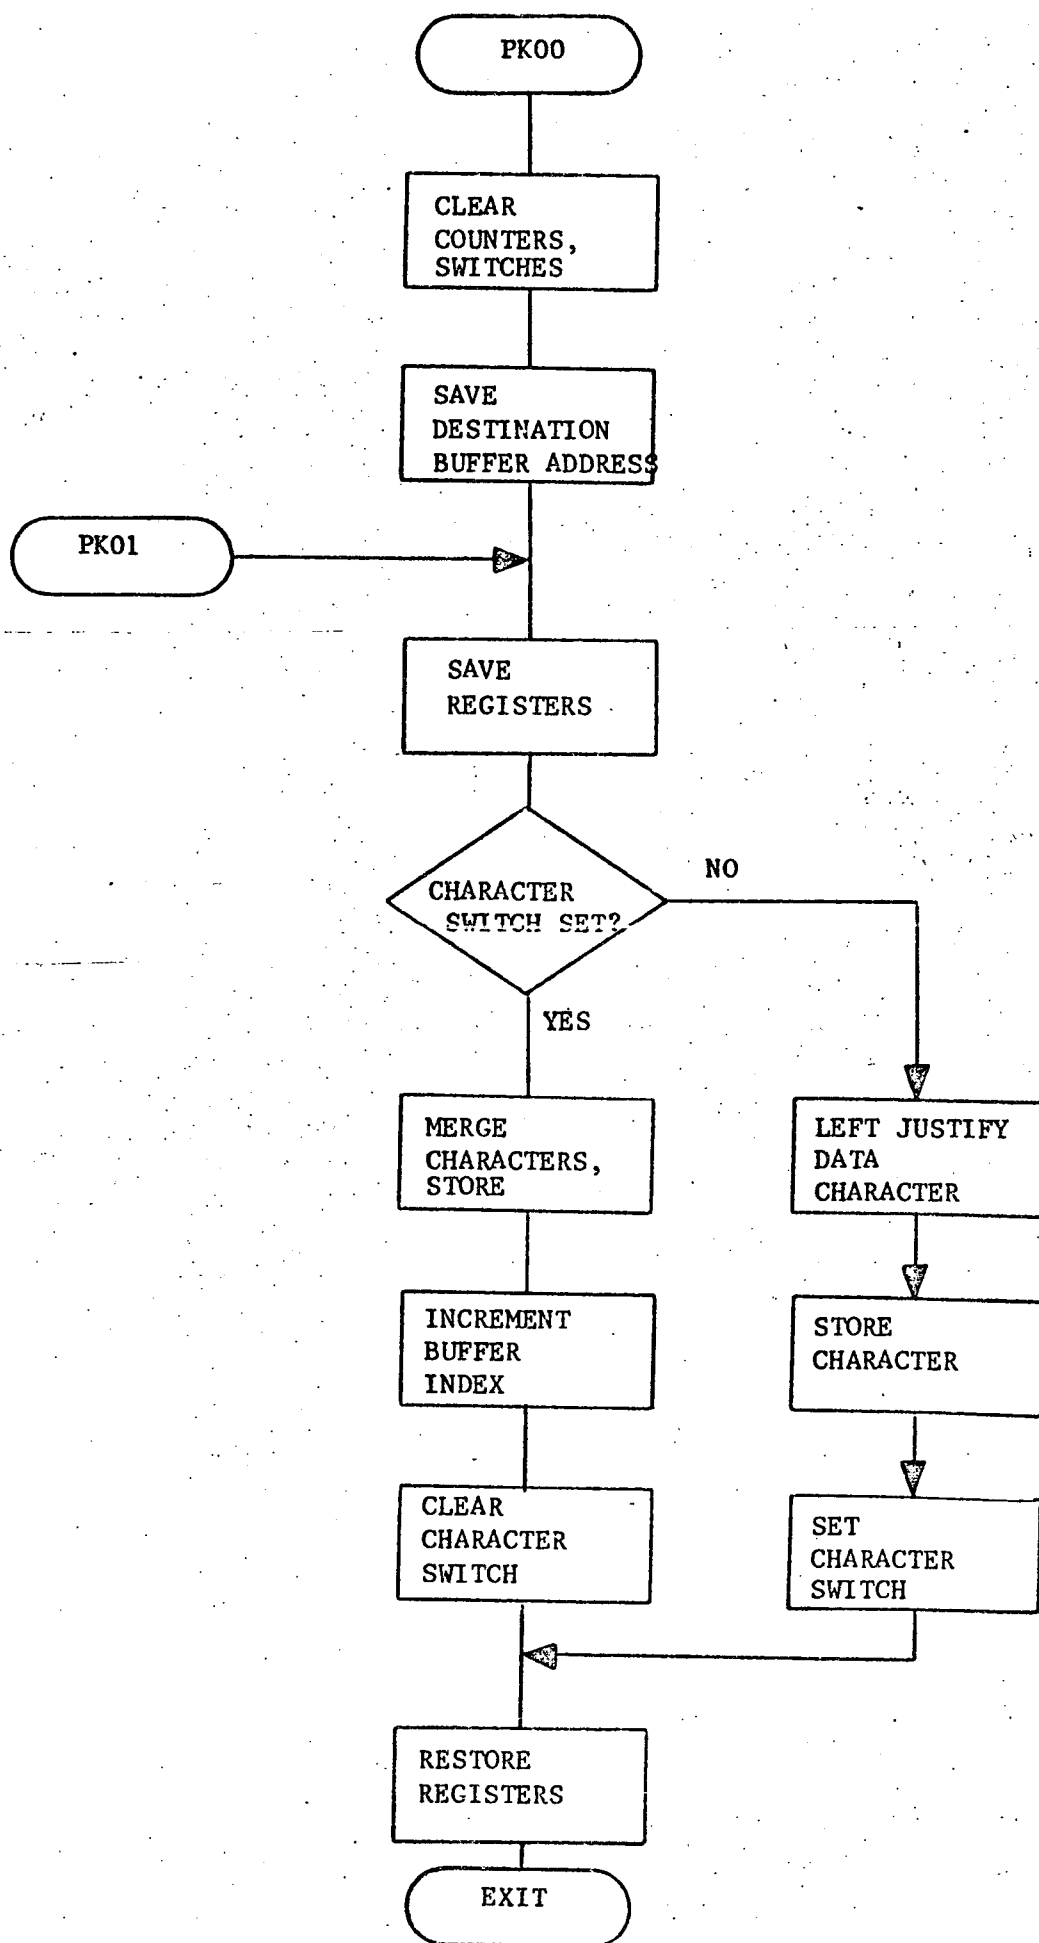 PK00
CLEAR
COUNTERS,
SWITCHES
SAVE
DESTINATION
BUFFER ADDRESS
PK01
SAVE
REGISTERS
CHARACTER
SWITCH SET?
NO
YES
MERGE
CHARACTERS,
STORE
LEFT JUSTIFY
DATA
CHARACTER
INCREMENT
BUFFER
INDEX
STORE
CHARACTER
CLEAR
CHARACTER
SWITCH
SET
CHARACTER
SWITCH
RESTORE
REGISTERS
EXIT